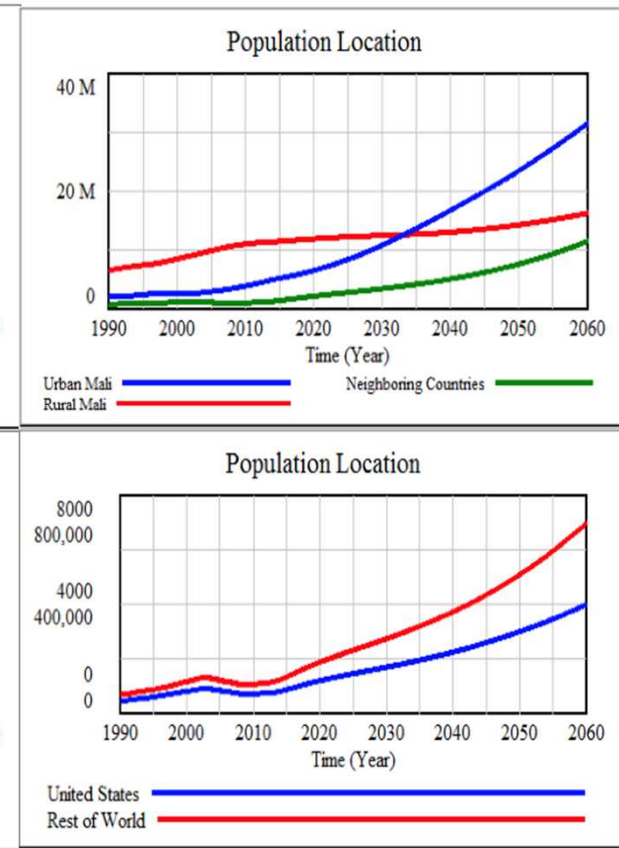 Population Location
40 M
20 M
0
1990 2000 2010 2020 2030 2040 2050 2060
Time (Year)
Urban Mali Neighboring Countries
Rural Mali
Population Location
8000
800,000
4000
400,000
0
0
1990 2000 2010 2020 2030 2040 2050 2060
Time (Year)
United States
Rest of World